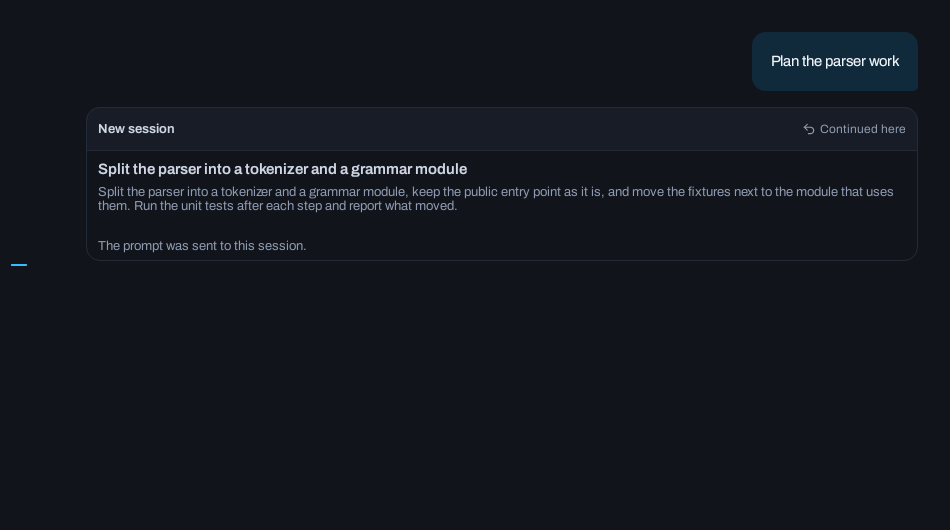 Plan the parser work
New session
Continued here
Split the parser into a tokenizer and a grammar module
Split the parser into a tokenizer and a grammar module, keep the public entry point as it is, and move the fixtures next to the module that uses
them. Run the unit tests after each step and report what moved.
The prompt was sent to this session.